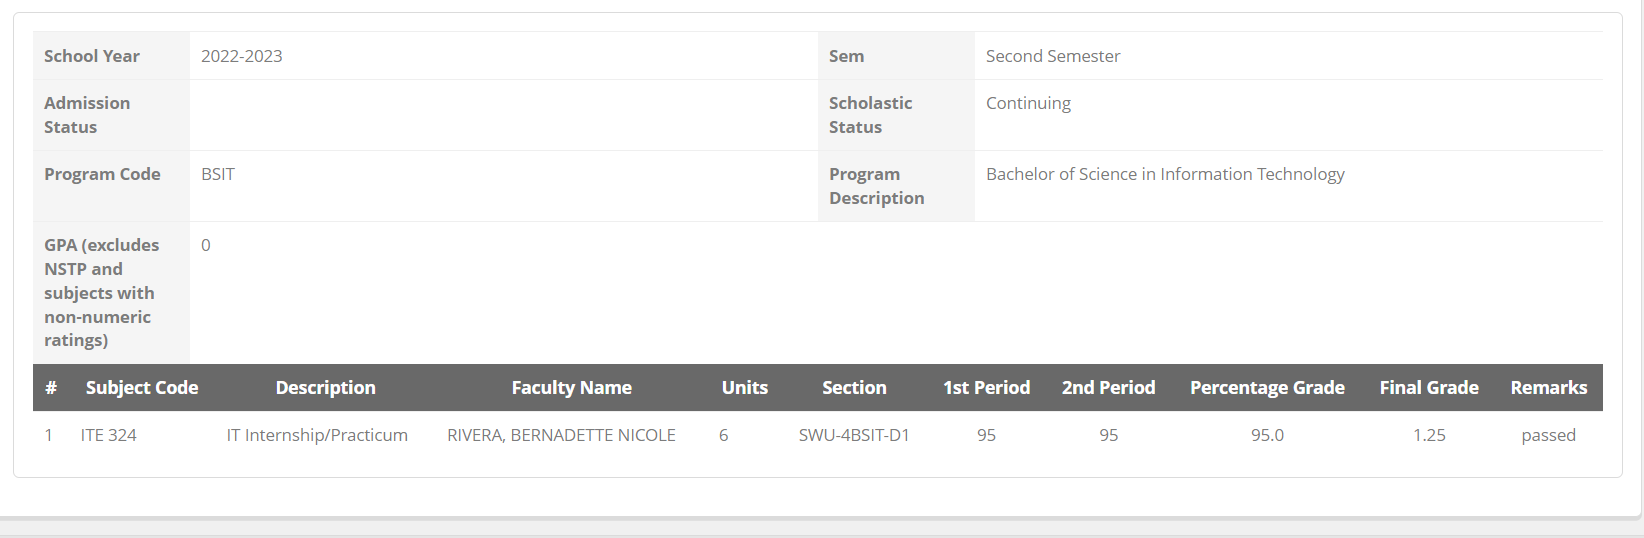 School Year 2022-2023 Sem Second Semester
Admission Status Scholastic Status Continuing
Program Code BSIT Program Description Bachelor of Science in Information Technology
GPA (excludes NSTP and subjects with non-numeric ratings) 0
# Subject Code Description Faculty Name Units Section 1st Period 2nd Period Percentage Grade Final Grade Remarks
1 ITE 324 IT Internship/Practicum RIVERA, BERNADETTE NICOLE 6 SWU-4BSIT-D1 95 95 95.0 1.25 passed